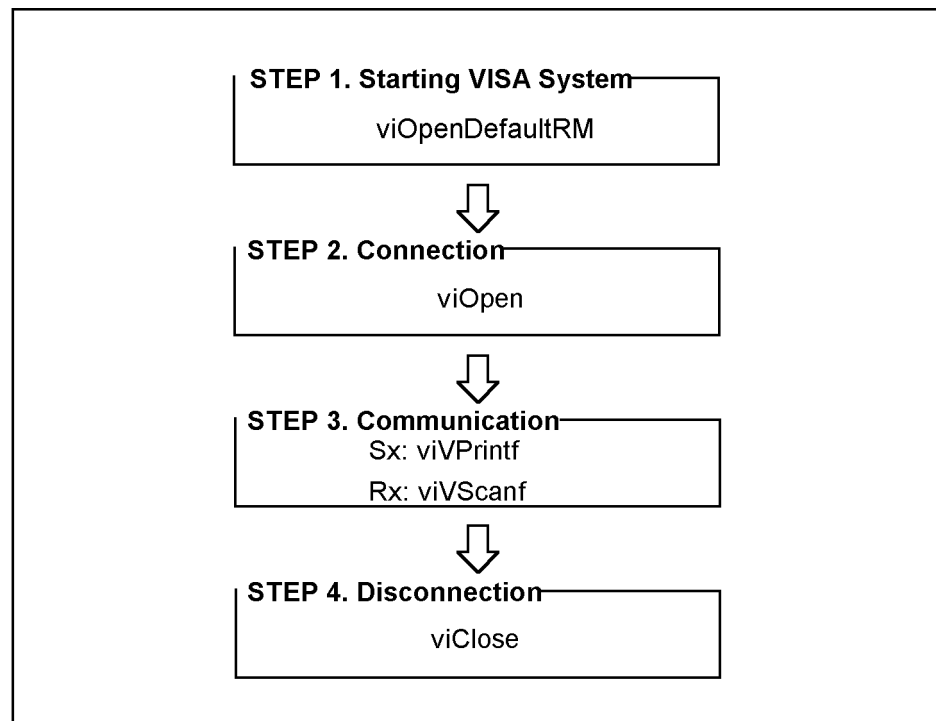 STEP 1. Starting VISA System
viOpenDefaultRM
STEP 2. Connection
viOpen
STEP 3. Communication
Sx: viVPrintf
Rx: viVScanf
STEP 4. Disconnection
viClose